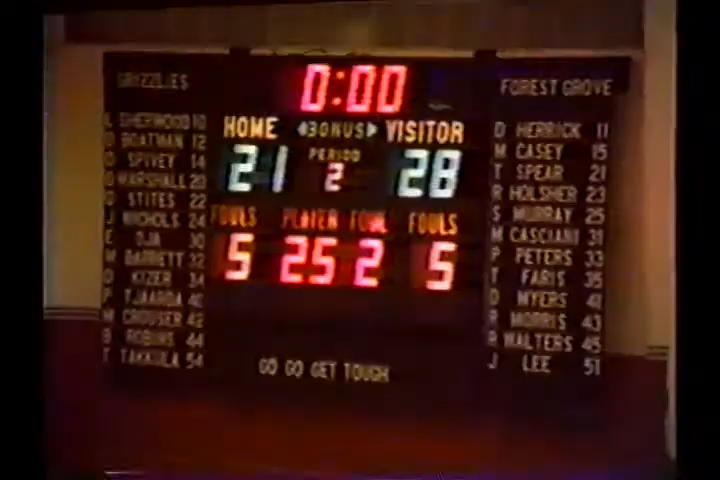 GRIZZLIES
0:00
FOREST GROVE
HOME ◀BONUS▶ VISITOR
21 PERIOD 2 28
FOULS PLAYER FOUL FOULS
5 25 2 5
L SHERWOOD 10
D BOATMAN 12
D SPIVEY 14
MARSHALL 20
D STITES 22
J NICHOLS 24
E OJA 30
M BARRETT 32
D KIZER 34
P TJAARDA 40
M CROUSER 42
B ROBINS 44
T TAKKULA 54
GO GO GET TOUGH
D HERRICK 11
M CASEY 15
T SPEAR 21
R HOLSHER 23
S MURRAY 25
M CASCIANI 31
P PETERS 33
T FARIS 35
D MYERS 41
R MORRIS 43
R WALTERS 45
J LEE 51